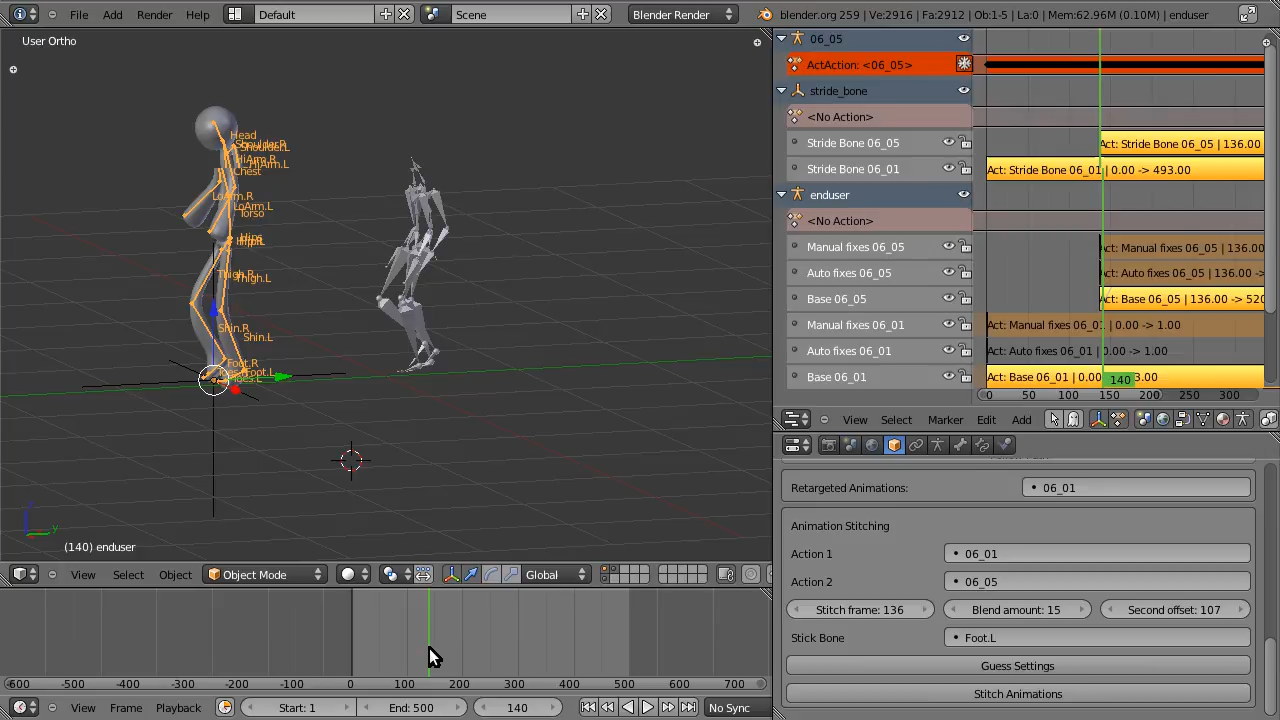 File Add Render Help Default Scene Blender Render blender.org 259 | Ve:2916 | Fa:2912 | Ob:1-5 | La:0 | Mem:62.96M (0.10M) | enduser
User Ortho
Head
Shoulder.R
Shoulder.L
HiArm.R
HiArm.L
Chest
LoArm.R
LoArm.L
Torso
Hips
Thigh.R
Thigh.L
Shin.R
Shin.L
Foot.R
Foot.L
(140) enduser
View Select Object Object Mode Global
-600 -500 -400 -300 -200 -100 0 100 200 300 400 500 600 700
View Frame Playback Start: 1 End: 500 140 No Sync
06_05
ActAction: <06_05>
stride_bone
<No Action>
Stride Bone 06_05 Act: Stride Bone 06_05 | 136.00
Stride Bone 06_01 Act: Stride Bone 06_01 | 0.00 -> 493.00
enduser
<No Action>
Manual fixes 06_05 Act: Manual fixes 06_05 | 136.00
Auto fixes 06_05 Act: Auto fixes 06_05 | 136.00 ->
Base 06_05 Act: Base 06_05 | 136.00 -> 520
Manual fixes 06_01 Act: Manual fixes 06_01 | 0.00 -> 1.00
Auto fixes 06_01 Act: Auto fixes 06_01 | 0.00 -> 1.00
Base 06_01 Act: Base 06_01 | 0.00 140 3.00
0 50 100 150 200 250 300
View Select Marker Edit Add
Retargeted Animations: 06_01
Animation Stitching
Action 1 06_01
Action 2 06_05
Stitch frame: 136 Blend amount: 15 Second offset: 107
Stick Bone Foot.L
Guess Settings
Stitch Animations